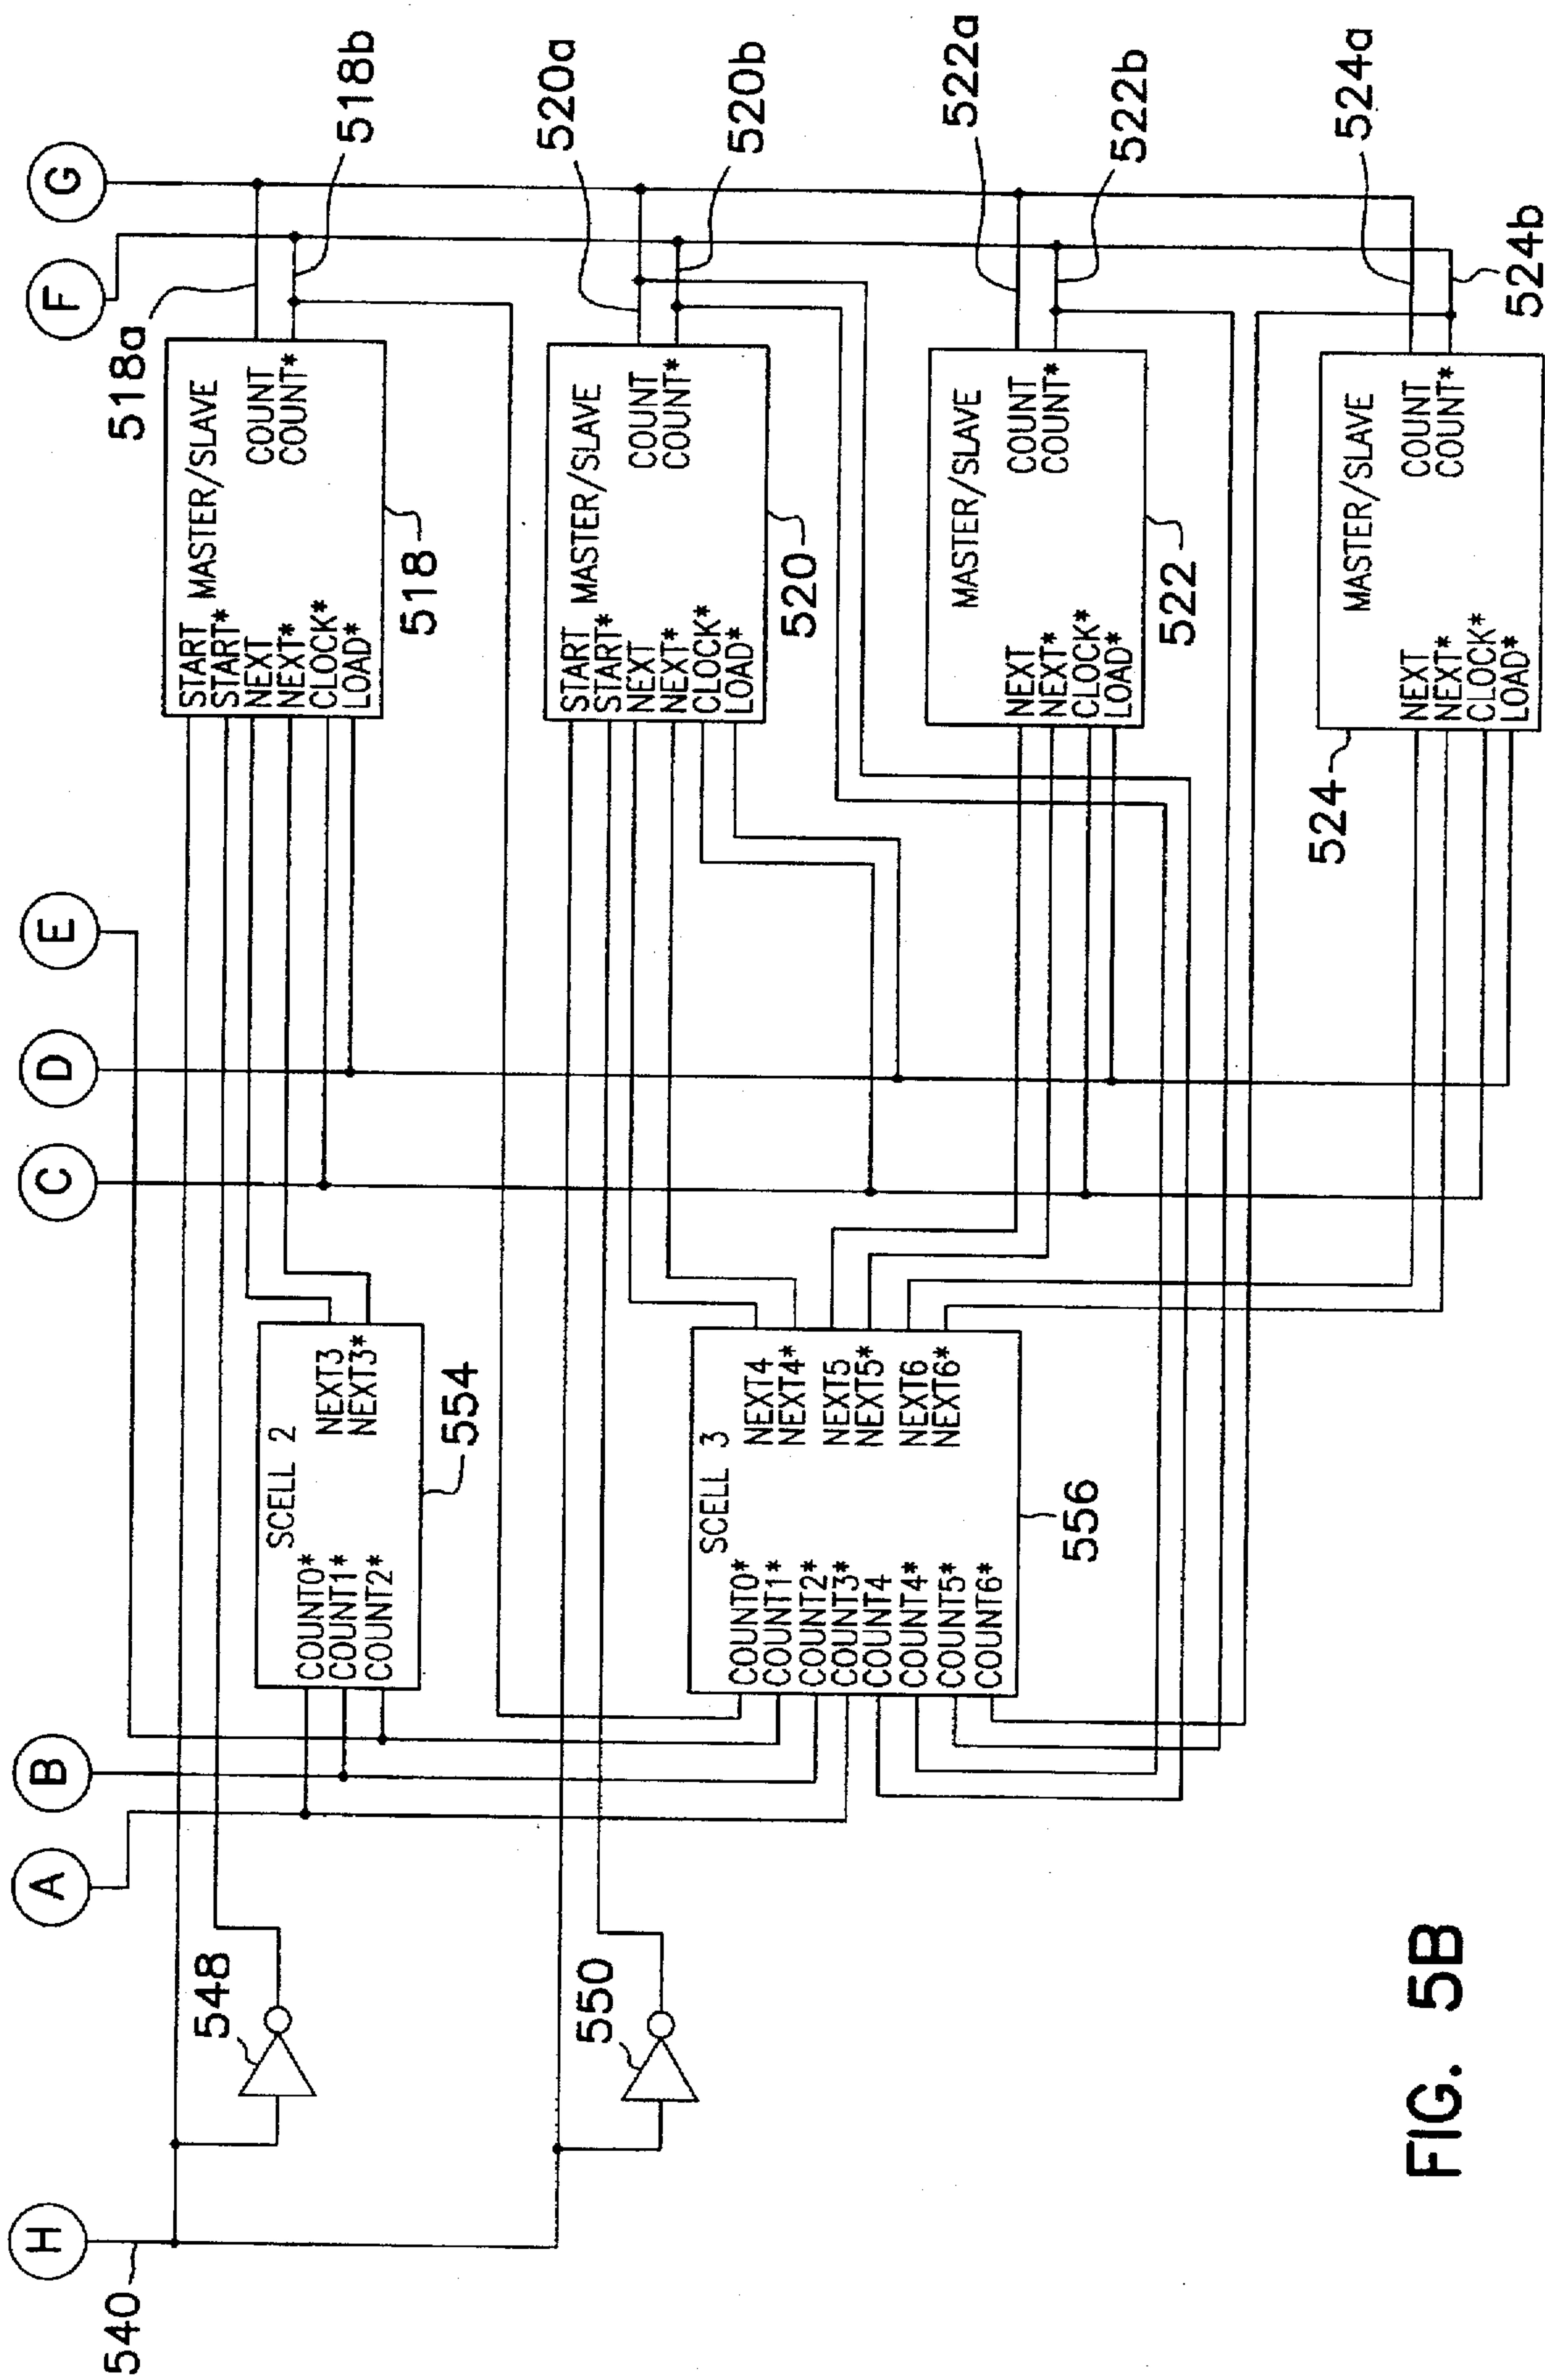 H
A
B
C
D
E
F
G
540
548
550
SCELL 2
COUNT0*
COUNT1*
COUNT2*
NEXT3
NEXT3*
554
SCELL 3
COUNT0*
COUNT1*
COUNT2*
COUNT3*
COUNT4
COUNT4*
COUNT5*
COUNT6*
NEXT4
NEXT4*
NEXT5
NEXT5*
NEXT6
NEXT6*
556
START
START*
NEXT
NEXT*
CLOCK*
LOAD*
MASTER/SLAVE
COUNT
COUNT*
518
518a
518b
START
START*
NEXT
NEXT*
CLOCK*
LOAD*
MASTER/SLAVE
COUNT
COUNT*
520
520a
520b
NEXT
NEXT*
CLOCK*
LOAD*
MASTER/SLAVE
COUNT
COUNT*
522
522a
522b
NEXT
NEXT*
CLOCK*
LOAD*
MASTER/SLAVE
COUNT
COUNT*
524
524a
524b
FIG. 5B